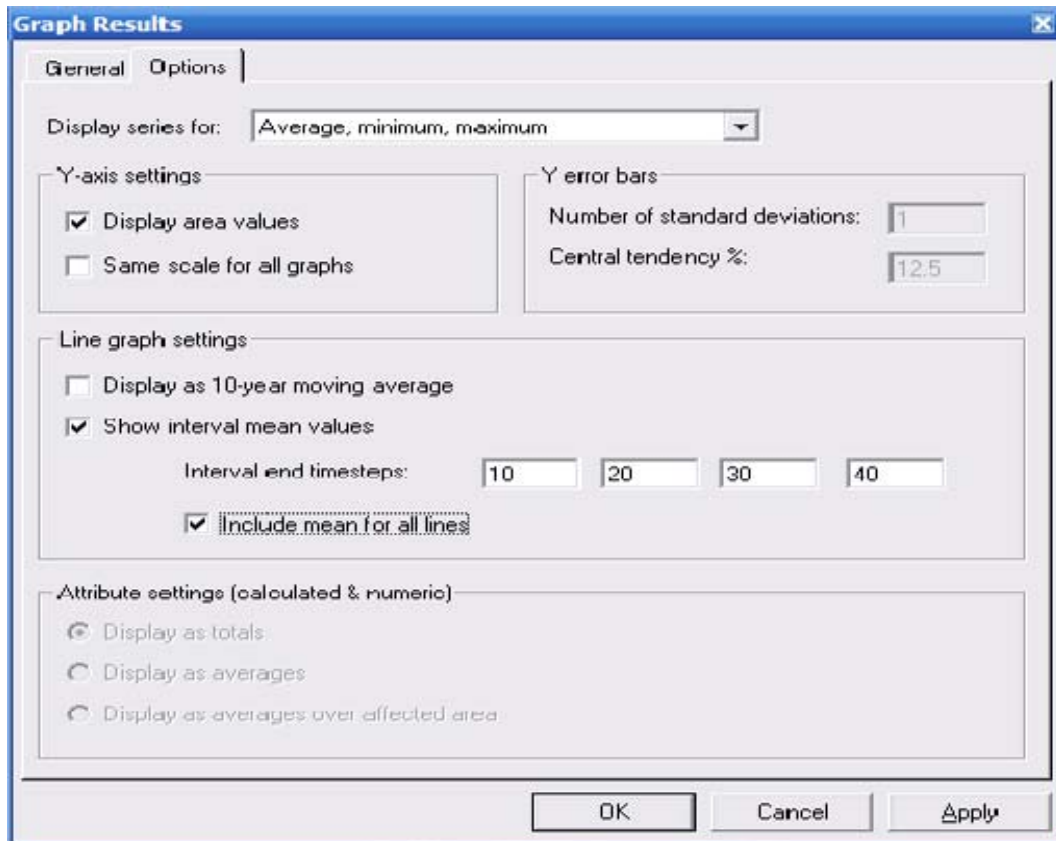 Graph Results
General Options
Display series for: Average, minimum, maximum
Y-axis settings
Display area values
Same scale for all graphs
Y error bars
Number of standard deviations: 1
Central tendency %: 12.5
Line graph settings
Display as 10-year moving average
Show interval mean values
Interval end timesteps: 10 20 30 40
Include mean for all lines
Attribute settings (calculated & numeric)
Display as totals
Display as averages
Display as averages over affected area
OK Cancel Apply